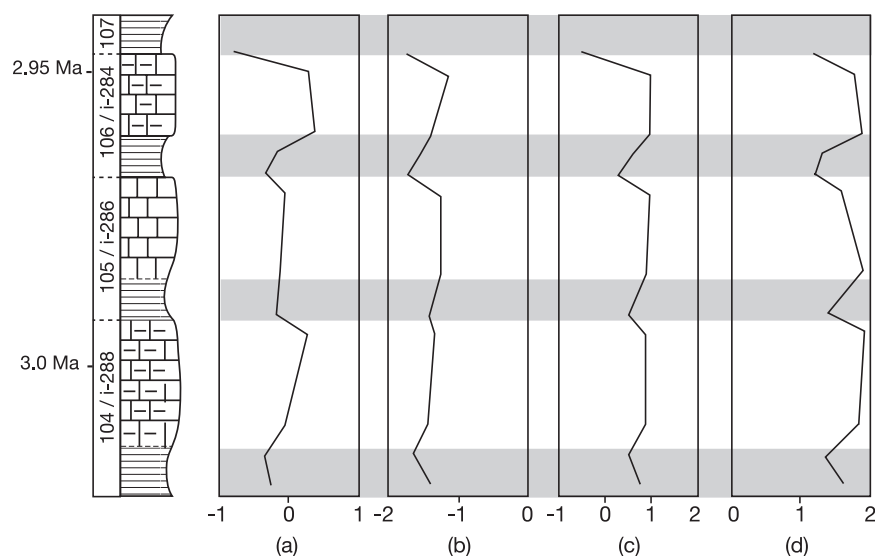 107
2.95 Ma
106 / i-284
105 / i-286
3.0 Ma
104 / i-288
-1 0 1 -2 -1 0 -1 0 1 2 0 1 2
(a) (b) (c) (d)